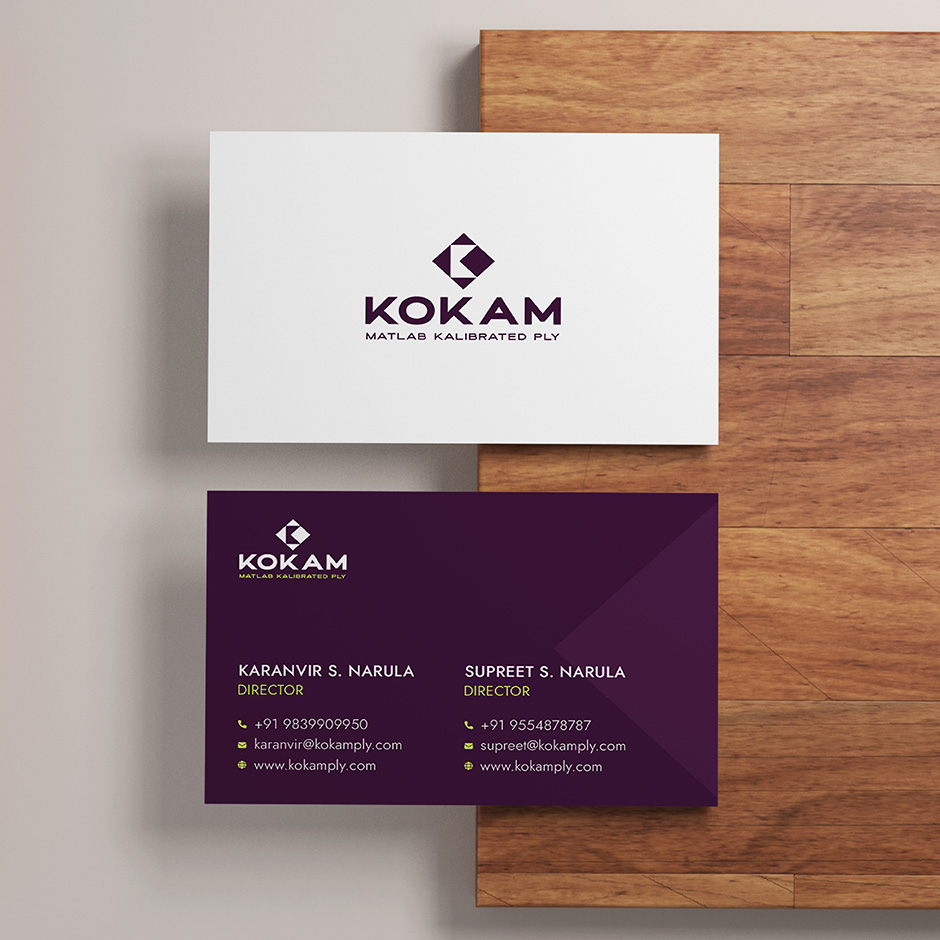 KOKAM
MATLAB KALIBRATED PLY
KOKAM
MATLAB KALIBRATED PLY
KARANVIR S. NARULA
DIRECTOR
+91 9839909950
karanvir@kokamply.com
www.kokamply.com
SUPREET S. NARULA
DIRECTOR
+91 9554878787
supreet@kokamply.com
www.kokamply.com